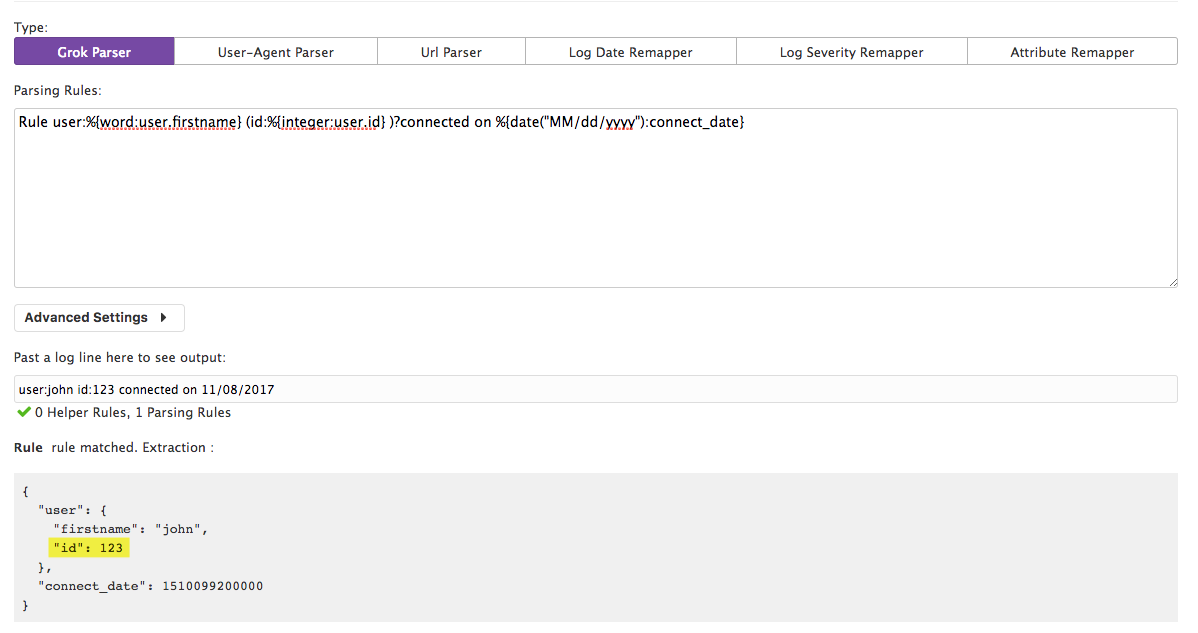 Type:
Grok Parser User-Agent Parser Url Parser Log Date Remapper Log Severity Remapper Attribute Remapper
Parsing Rules:
Rule user:%{word:user.firstname} (id:%{integer:user.id} )?connected on %{date("MM/dd/yyyy"):connect_date}
Advanced Settings
Past a log line here to see output:
user:john id:123 connected on 11/08/2017
0 Helper Rules, 1 Parsing Rules
Rule rule matched. Extraction :
{
"user": {
"firstname": "john",
"id": 123
},
"connect_date": 1510099200000
}